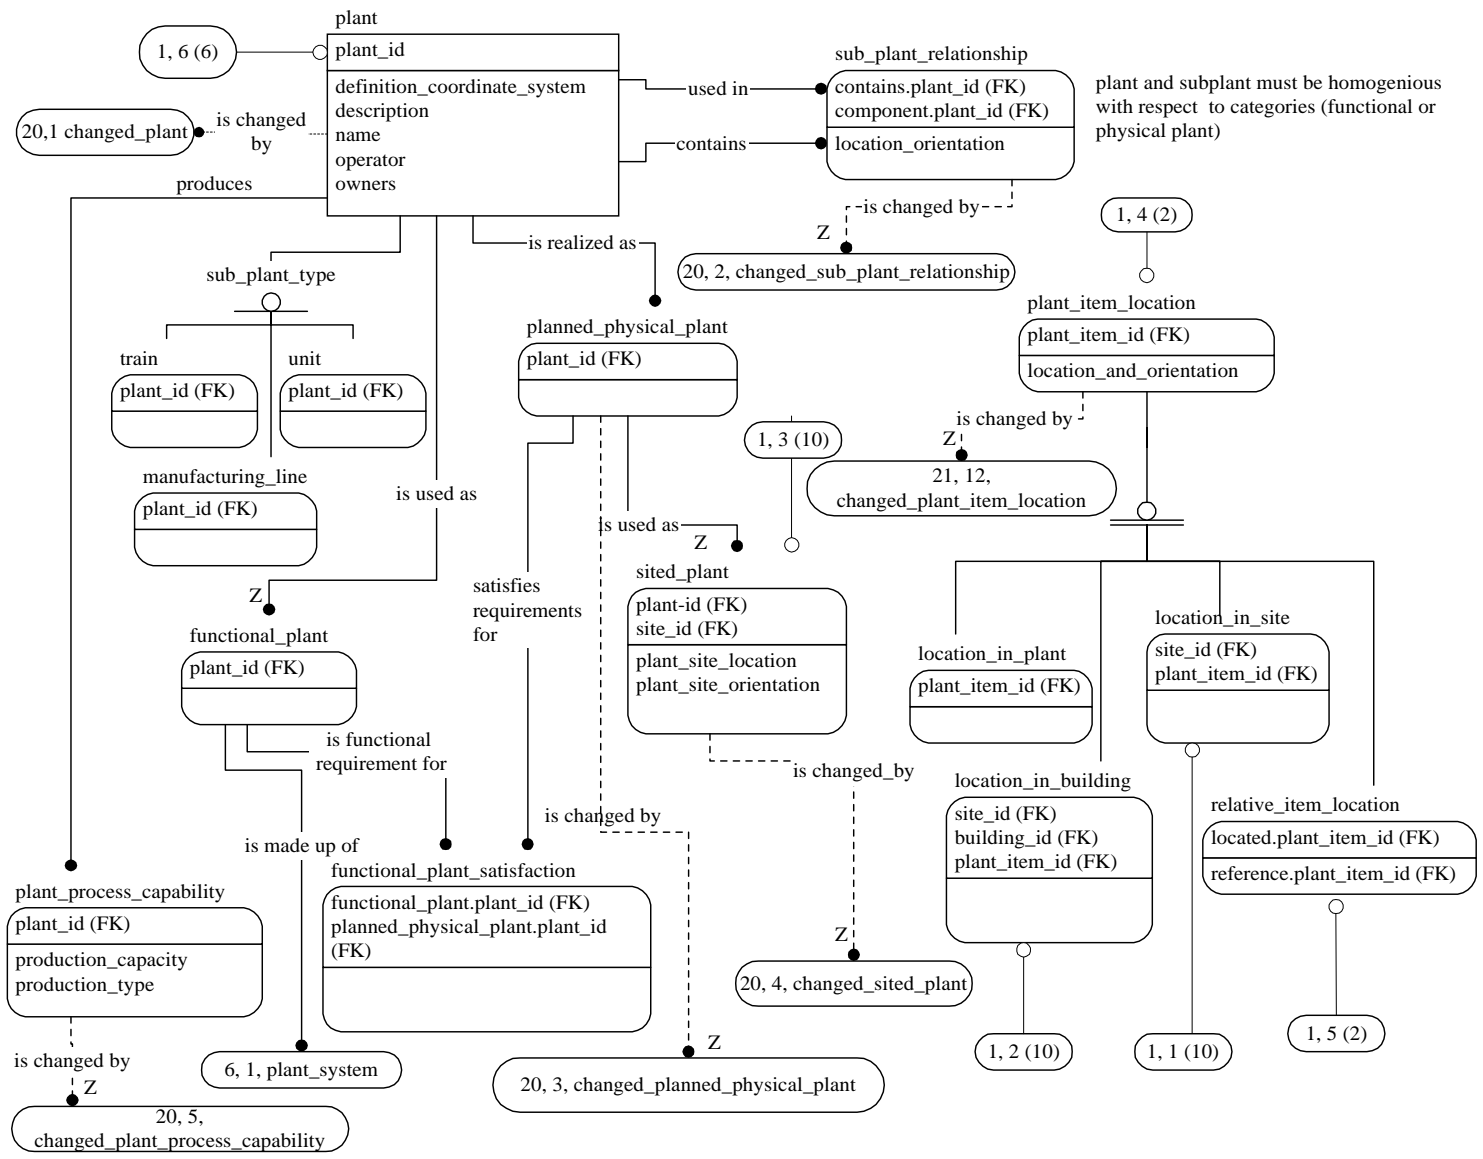 plant
1, 6 (6)
plant_id
definition_coordinate_system
description
name
operator
owners
20,1 changed_plant
is changed
by
produces
used in
contains
sub_plant_relationship
contains.plant_id (FK)
component.plant_id (FK)
location_orientation
plant and subplant must be homogenious
with respect to categories (functional or
physical plant)
is changed by
Z
20, 2, changed_sub_plant_relationship
1, 4 (2)
is realized as
sub_plant_type
train
plant_id (FK)
unit
plant_id (FK)
manufacturing_line
plant_id (FK)
planned_physical_plant
plant_id (FK)
plant_item_location
plant_item_id (FK)
location_and_orientation
is changed by
Z
21, 12,
changed_plant_item_location
1, 3 (10)
is used as
is used as
Z
Z
functional_plant
plant_id (FK)
satisfies
requirements
for
sited_plant
plant-id (FK)
site_id (FK)
plant_site_location
plant_site_orientation
location_in_plant
plant_item_id (FK)
location_in_site
site_id (FK)
plant_item_id (FK)
is functional
requirement for
is changed_by
location_in_building
site_id (FK)
building_id (FK)
plant_item_id (FK)
relative_item_location
located.plant_item_id (FK)
reference.plant_item_id (FK)
is changed by
is made up of
plant_process_capability
plant_id (FK)
production_capacity
production_type
functional_plant_satisfaction
functional_plant.plant_id (FK)
planned_physical_plant.plant_id
(FK)
Z
20, 4, changed_sited_plant
1, 2 (10)
1, 1 (10)
1, 5 (2)
is changed by
Z
20, 5,
changed_plant_process_capability
6, 1, plant_system
Z
20, 3, changed_planned_physical_plant